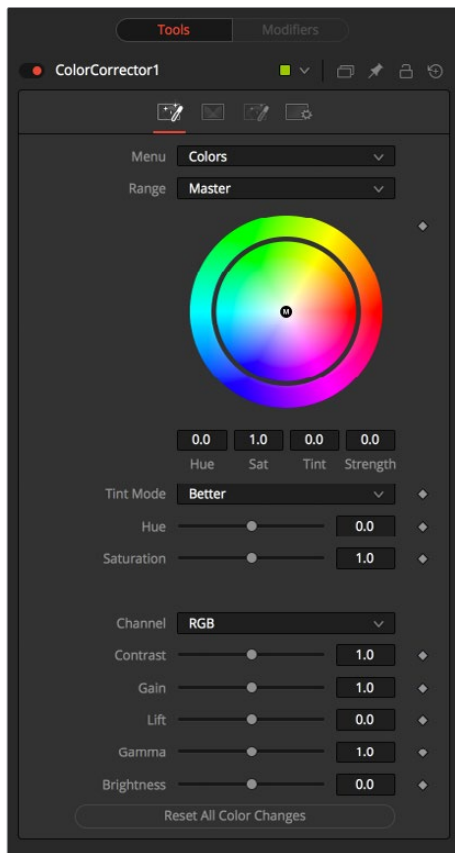 Tools Modifiers
ColorCorrector1
Menu Colors
Range Master
M
0.0 1.0 0.0 0.0
Hue Sat Tint Strength
Tint Mode Better
Hue 0.0
Saturation 1.0
Channel RGB
Contrast 1.0
Gain 1.0
Lift 0.0
Gamma 1.0
Brightness 0.0
Reset All Color Changes